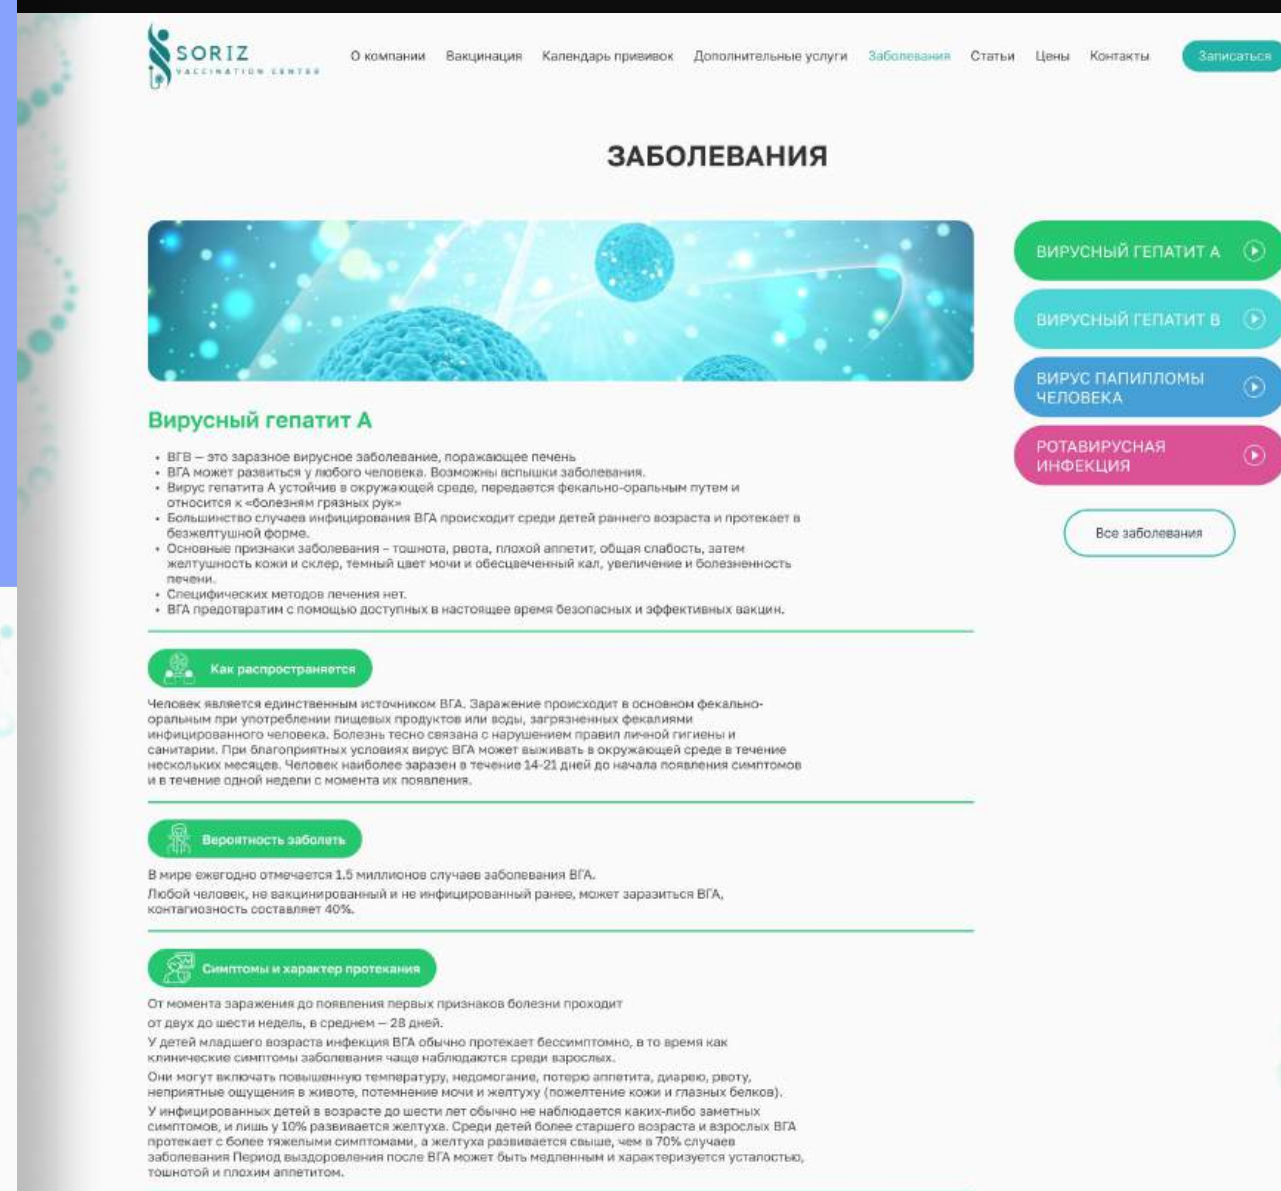 SORIZ
VACCINATION CENTER
О компании Вакцинация Календарь прививок Дополнительные услуги Заболевания Статьи Цены Контакты Записаться
ЗАБОЛЕВАНИЯ
ВИРУСНЫЙ ГЕПАТИТ А
ВИРУСНЫЙ ГЕПАТИТ В
ВИРУС ПАПИЛЛОМЫ
ЧЕЛОВЕКА
РОТАВИРУСНАЯ
ИНФЕКЦИЯ
Все заболевания
Вирусный гепатит А
• ВГВ – это заразное вирусное заболевание, поражающее печень
• ВГА может развиться у любого человека. Возможны вспышки заболевания.
• Вирус гепатита А устойчив в окружающей среде, передается фекально-оральным путем и
относится к «болезням грязных рук»
• Большинство случаев инфицирования ВГА происходит среди детей раннего возраста и протекает в
безжелтушной форме.
• Основные признаки заболевания – тошнота, рвота, плохой аппетит, общая слабость, затем
желтушность кожи и склер, темный цвет мочи и обесцвеченный кал, увеличение и болезненность
печени.
• Специфических методов лечения нет.
• ВГА предотвратим с помощью доступных в настоящее время безопасных и эффективных вакцин.
Как распространяется
Человек является единственным источником ВГА. Заражение происходит в основном фекально-
оральным при употреблении пищевых продуктов или воды, загрязненных фекалиями
инфицированного человека. Болезнь тесно связана с нарушением правил личной гигиены и
санитарии. При благоприятных условиях вирус ВГА может выживать в окружающей среде в течение
нескольких месяцев. Человек наиболее заразен в течение 14-21 дней до начала появления симптомов
и в течение одной недели с момента их появления.
Вероятность заболеть
В мире ежегодно отмечается 1.5 миллионов случаев заболевания ВГА.
Любой человек, не вакцинированный и не инфицированный ранее, может заразиться ВГА,
контагиозность составляет 40%.
Симптомы и характер протекания
От момента заражения до появления первых признаков болезни проходит
от двух до шести недель, в среднем – 28 дней.
У детей младшего возраста инфекция ВГА обычно протекает бессимптомно, в то время как
клинические симптомы заболевания чаще наблюдаются среди взрослых.
Они могут включать повышенную температуру, недомогание, потерю аппетита, диарею, рвоту,
неприятные ощущения в животе, потемнение мочи и желтуху (пожелтение кожи и глазных белков).
У инфицированных детей в возрасте до шести лет обычно не наблюдается каких-либо заметных
симптомов, и лишь у 10% развивается желтуха. Среди детей более старшего возраста и взрослых ВГА
протекает с более тяжелыми симптомами, а желтуха развивается свыше, чем в 70% случаев
заболевания Период выздоровления после ВГА может быть медленным и характеризуется усталостью,
тошнотой и плохим аппетитом.